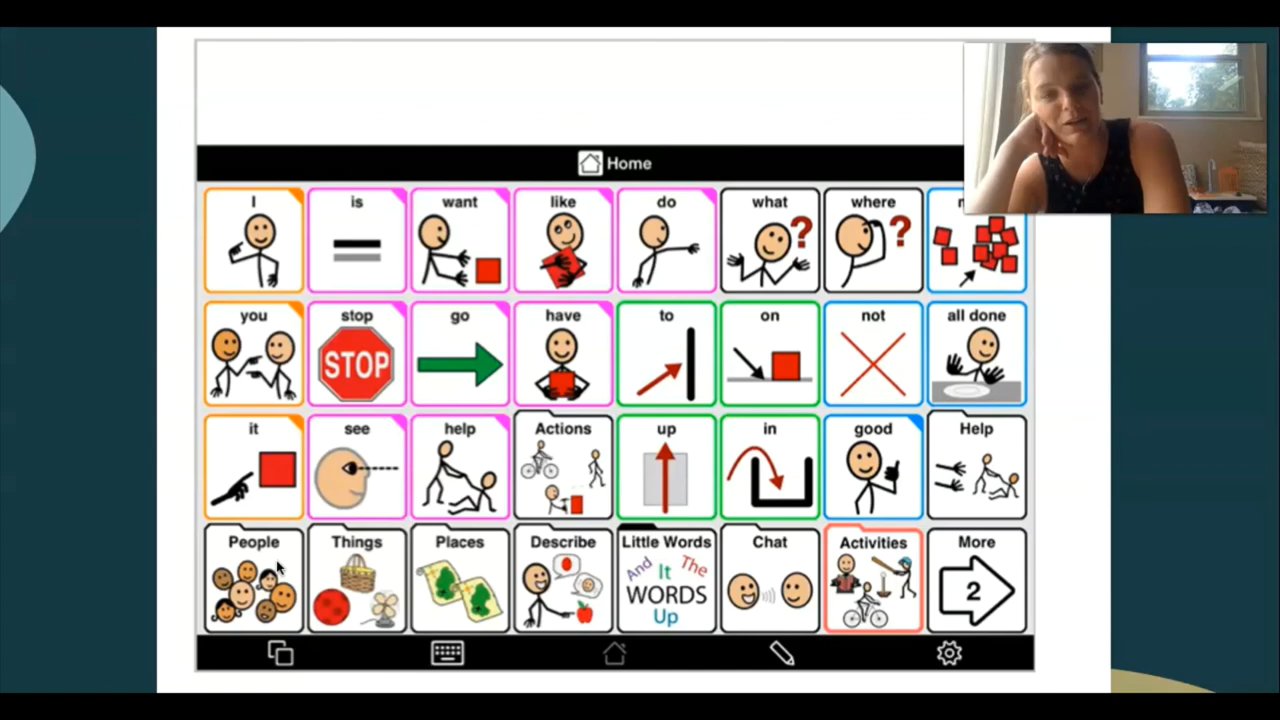 Home
I is want like do what where
you stop go have to on not all done
STOP
it see help Actions up in good Help
People Things Places Describe Little Words Chat Activities More
And It The
WORDS
Up
2